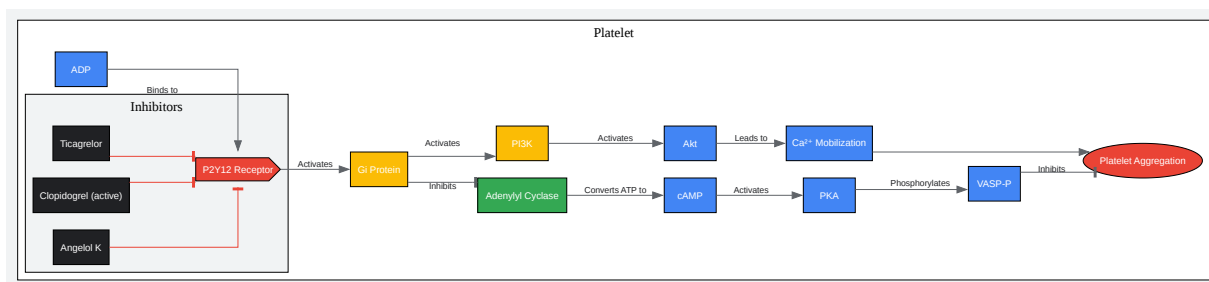 Platelet
ADP
Binds to
Inhibitors
Ticagrelor
P2Y12 Receptor
Clopidogrel (active)
Angelol K
Activates
Gi Protein
Activates
Inhibits
PI3K
Adenylyl Cyclase
Activates
Converts ATP to
Akt
cAMP
Leads to
Activates
Ca²⁺ Mobilization
PKA
Phosphorylates
VASP-P
Inhibits
Platelet Aggregation